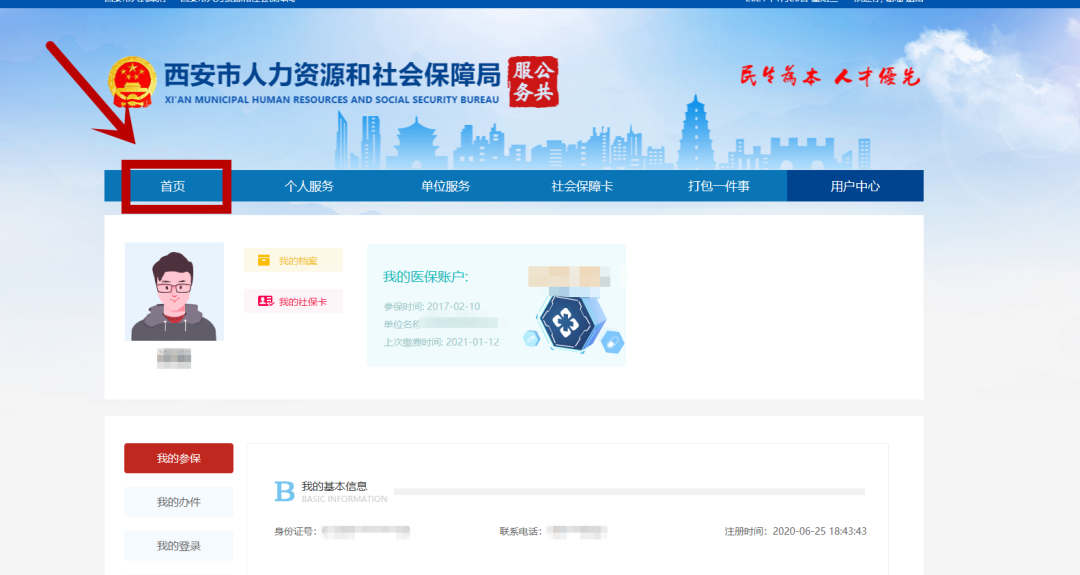 西安市人力资源和社会保障局
XI'AN MUNICIPAL HUMAN RESOURCES AND SOCIAL SECURITY BUREAU
服公
务共
民生为本 人才優先
首页
个人服务
单位服务
社会保障卡
打包一件事
用户中心
我的档案
我的社保卡
我的医保账户:
参保时间: 2017-02-10
单位名称
上次缴费时间: 2021-01-12
我的参保
我的办件
我的登录
B 我的基本信息
BASIC INFORMATION
身份证号:
联系电话:
注册时间: 2020-06-25 18:43:43